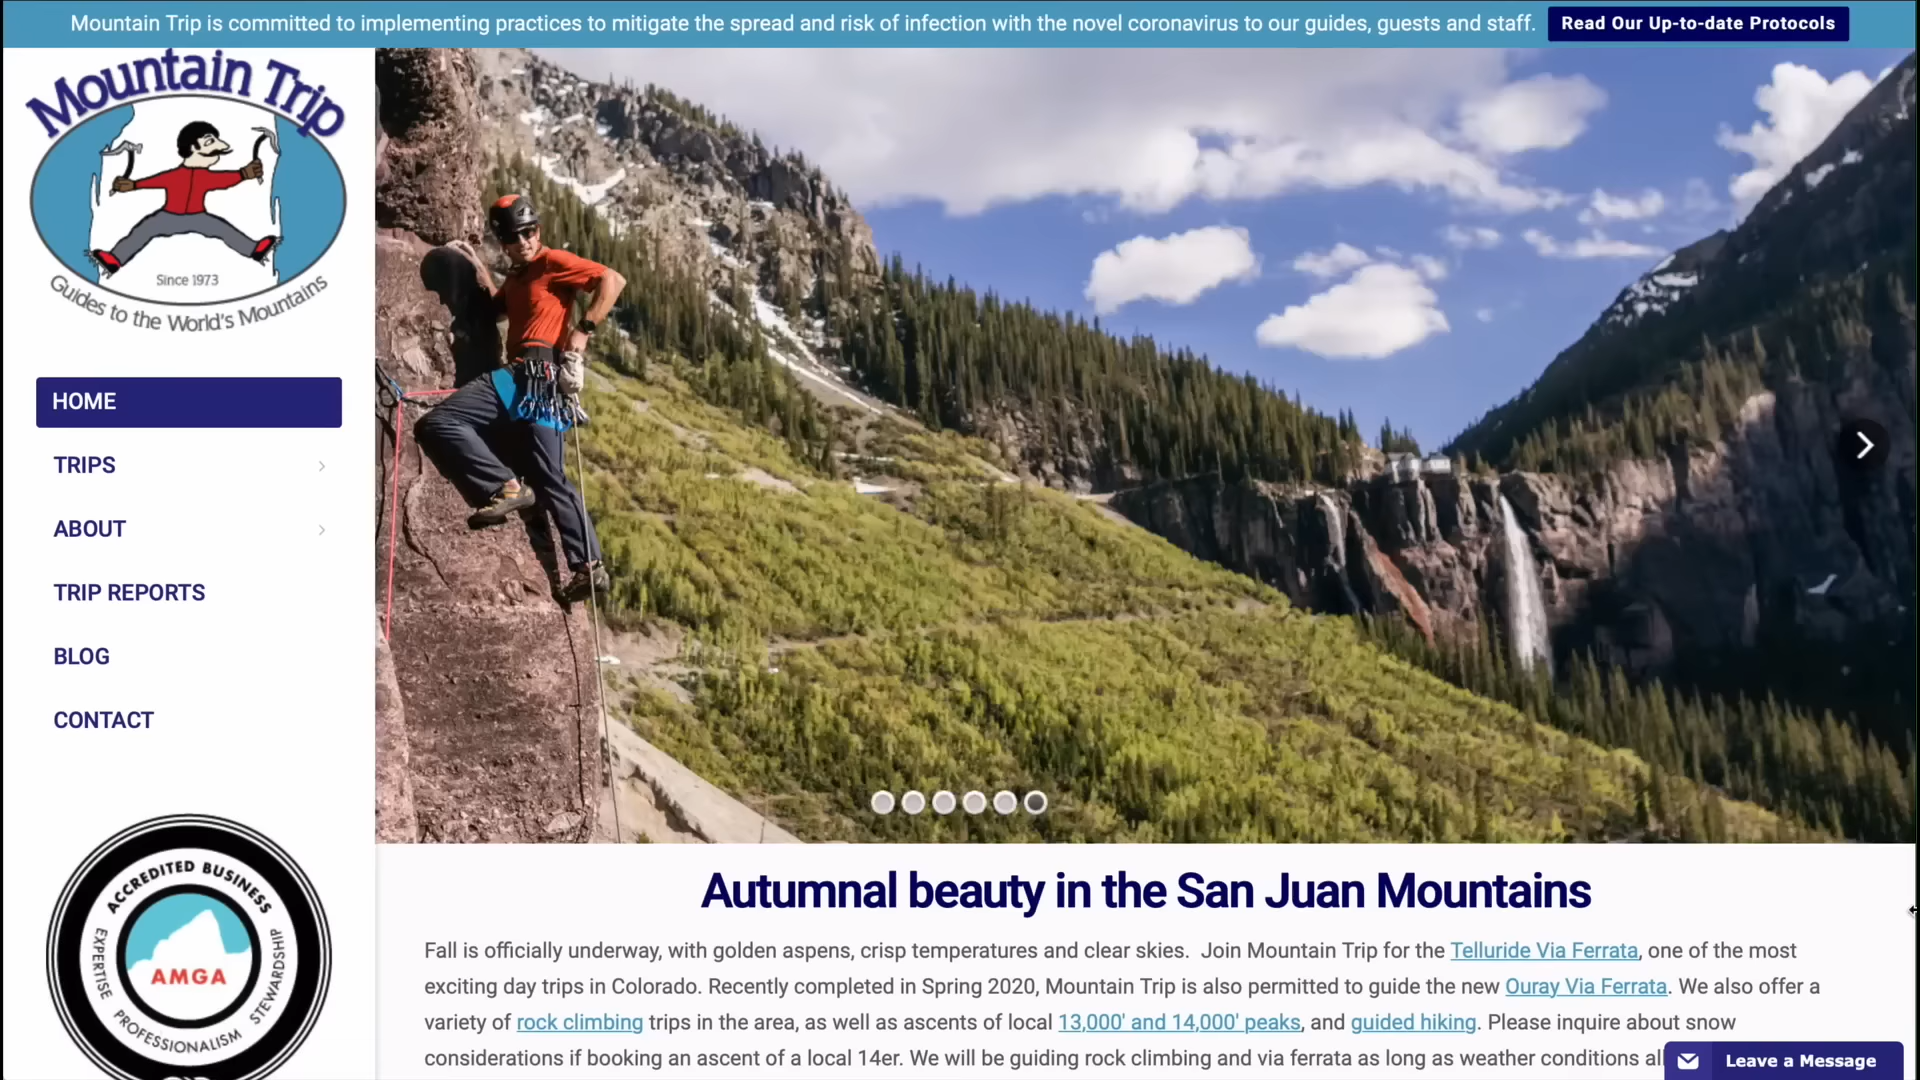 Mountain Trip is committed to implementing practices to mitigate the spread and risk of infection with the novel coronavirus to our guides, guests and staff. Read Our Up-to-date Protocols
Mountain Trip
Since 1973
Guides to the World's Mountains
HOME
TRIPS
ABOUT
TRIP REPORTS
BLOG
CONTACT
ACCREDITED BUSINESS
EXPERTISE
AMGA
STEWARDSHIP
PROFESSIONALISM
Autumnal beauty in the San Juan Mountains
Fall is officially underway, with golden aspens, crisp temperatures and clear skies. Join Mountain Trip for the Telluride Via Ferrata, one of the most
exciting day trips in Colorado. Recently completed in Spring 2020, Mountain Trip is also permitted to guide the new Ouray Via Ferrata. We also offer a
variety of rock climbing trips in the area, as well as ascents of local 13,000' and 14,000' peaks, and guided hiking. Please inquire about snow
considerations if booking an ascent of a local 14er. We will be guiding rock climbing and via ferrata as long as weather conditions
Leave a Message